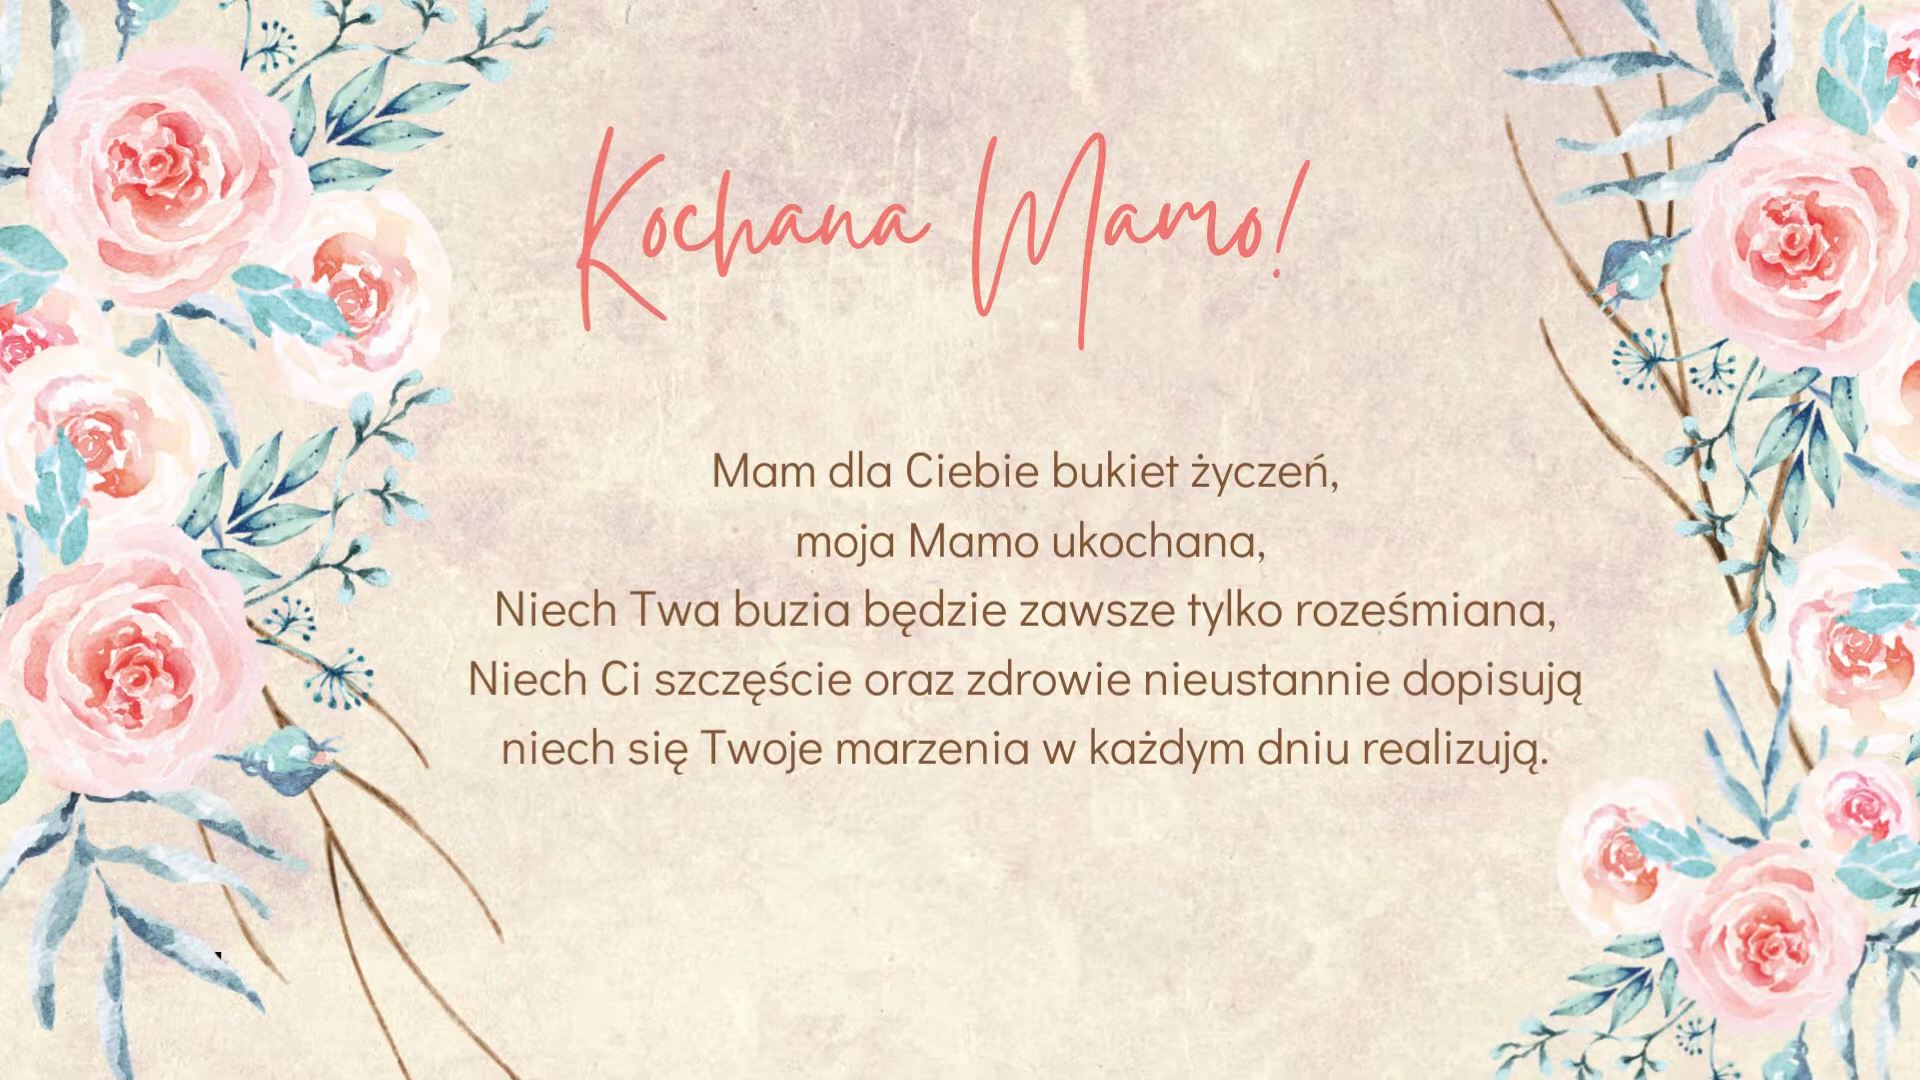 Kochana Mamo!
Mam dla Ciebie bukiet życzeń,
moja Mamo ukochana,
Niech Twa buzia będzie zawsze tylko roześmiana,
Niech Ci szczęście oraz zdrowie nieustannie dopisują
niech się Twoje marzenia w każdym dniu realizują.